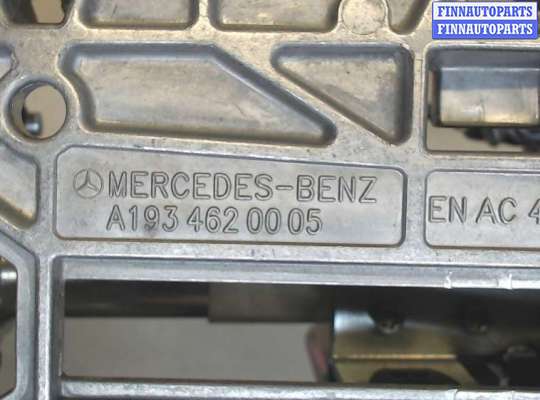 FINNAUTOPARTS
FINNAUTOPARTS
MERCEDES-BENZ
A193 462 00 05
EN AC 4